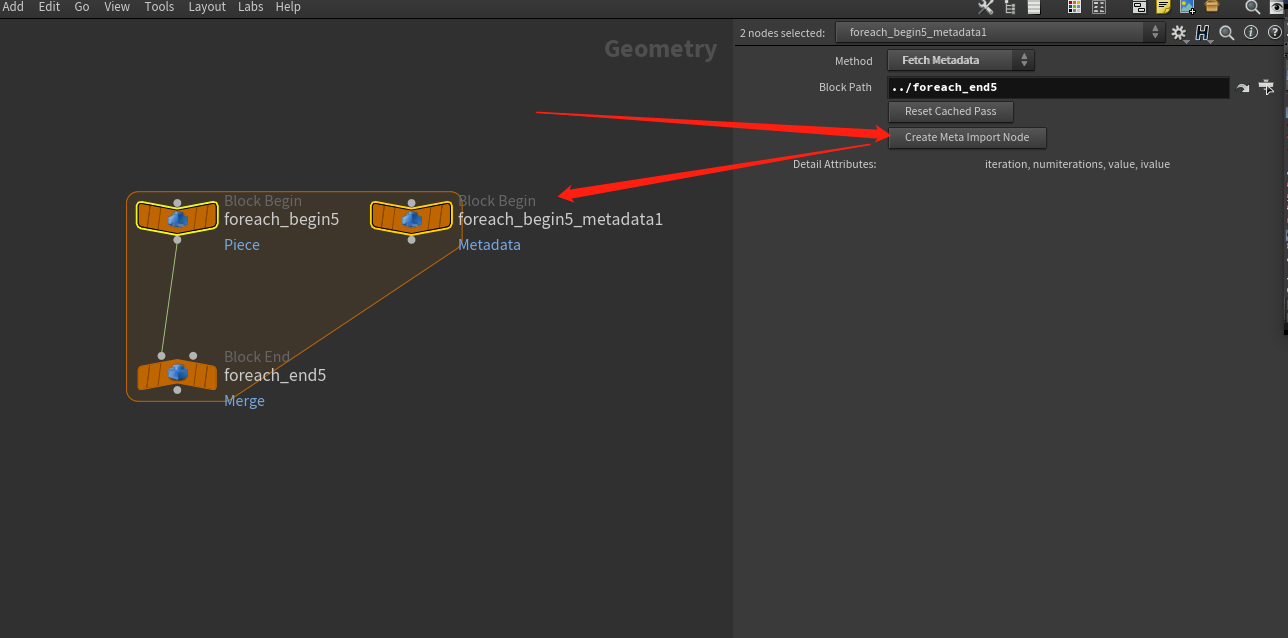 Add Edit Go View Tools Layout Labs Help
Geometry
2 nodes selected: foreach_begin5_metadata1
Method Fetch Metadata
Block Path ../foreach_end5
Reset Cached Pass
Create Meta Import Node
Detail Attributes: iteration, numiterations, value, ivalue
Block Begin
foreach_begin5
Piece
Block Begin
foreach_begin5_metadata1
Metadata
Block End
foreach_end5
Merge